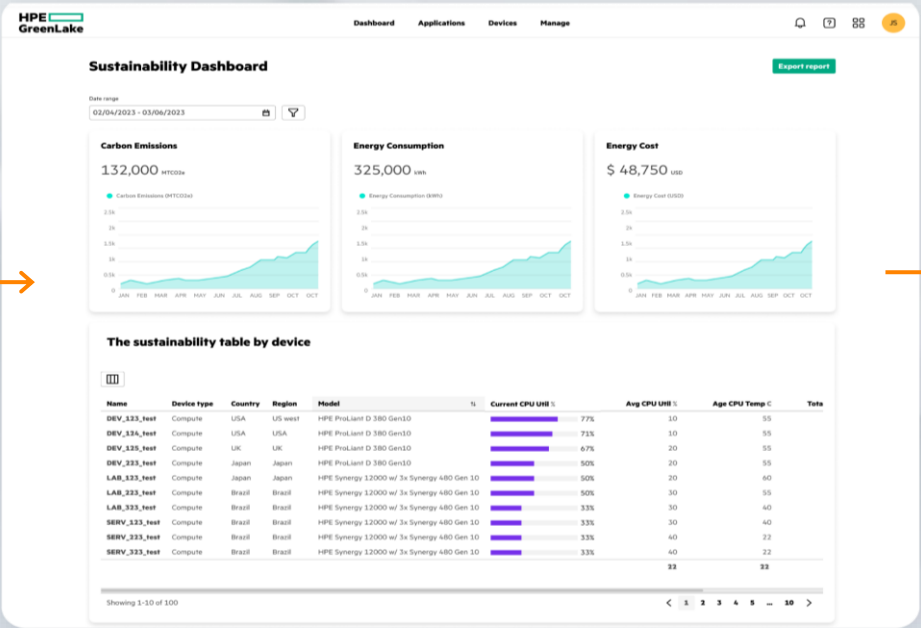 HPE
GreenLake
Dashboard Applications Devices Manage
JS
Sustainability Dashboard
Export report
Date range
02/04/2023 - 03/06/2023
Carbon Emissions
132,000 MTCO2e
Carbon Emissions (MTCO2e)
2.5k
2k
1.5k
1k
0.5k
0
JAN FEB MAR APR MAY JUN JUL AUG SEP OCT OCT
Energy Consumption
325,000 kWh
Energy Consumption (kWh)
2.5k
2k
1.5k
1k
0.5k
0
JAN FEB MAR APR MAY JUN JUL AUG SEP OCT OCT
Energy Cost
$ 48,750 USD
Energy Cost (USD)
2.5k
2k
1.5k
1k
0.5k
0
JAN FEB MAR APR MAY JUN JUL AUG SEP OCT OCT
The sustainability table by device
Name Device type Country Region Model Current CPU Util % Avg CPU Util % Age CPU Temp C Tota
DEV_123_test Compute USA US west HPE ProLiant D 380 Gen10 77% 10 55
DEV_124_test Compute USA USA HPE ProLiant D 380 Gen10 71% 10 55
DEV_125_test Compute UK UK HPE ProLiant D 380 Gen10 67% 20 55
DEV_223_test Compute Japan Japan HPE ProLiant D 380 Gen10 50% 20 55
LAB_123_test Compute Japan Japan HPE Synergy 12000 w/ 3x Synergy 480 Gen 10 50% 20 60
LAB_223_test Compute Brazil Brazil HPE Synergy 12000 w/ 3x Synergy 480 Gen 10 50% 30 55
LAB_323_test Compute Brazil Brazil HPE Synergy 12000 w/ 3x Synergy 480 Gen 10 33% 30 40
SERV_123_test Compute Brazil Brazil HPE Synergy 12000 w/ 3x Synergy 480 Gen 10 33% 30 40
SERV_223_test Compute Brazil Brazil HPE Synergy 12000 w/ 3x Synergy 480 Gen 10 33% 40 22
SERV_323_test Compute Brazil Brazil HPE Synergy 12000 w/ 3x Synergy 480 Gen 10 33% 40 22
22 22
Showing 1-10 of 100
1 2 3 4 5 ... 10